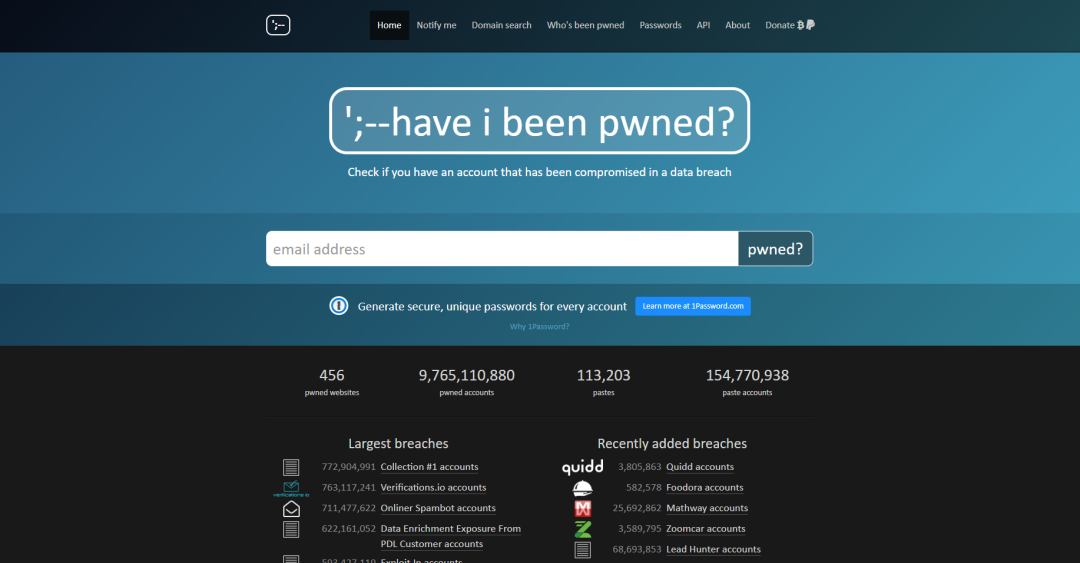 ';--
Home
Notify me
Domain search
Who's been pwned
Passwords
API
About
Donate
';--have i been pwned?
Check if you have an account that has been compromised in a data breach
email address
pwned?
Generate secure, unique passwords for every account
Learn more at 1Password.com
Why 1Password?
456
pwned websites
9,765,110,880
pwned accounts
113,203
pastes
154,770,938
paste accounts
Largest breaches
772,904,991 Collection #1 accounts
verifications.io
763,117,241 Verifications.io accounts
711,477,622 Onliner Spambot accounts
622,161,052 Data Enrichment Exposure From
PDL Customer accounts
593,427,119 Exploit.In accounts
Recently added breaches
quidd
3,805,863 Quidd accounts
582,578 Foodora accounts
25,692,862 Mathway accounts
3,589,795 Zoomcar accounts
68,693,853 Lead Hunter accounts